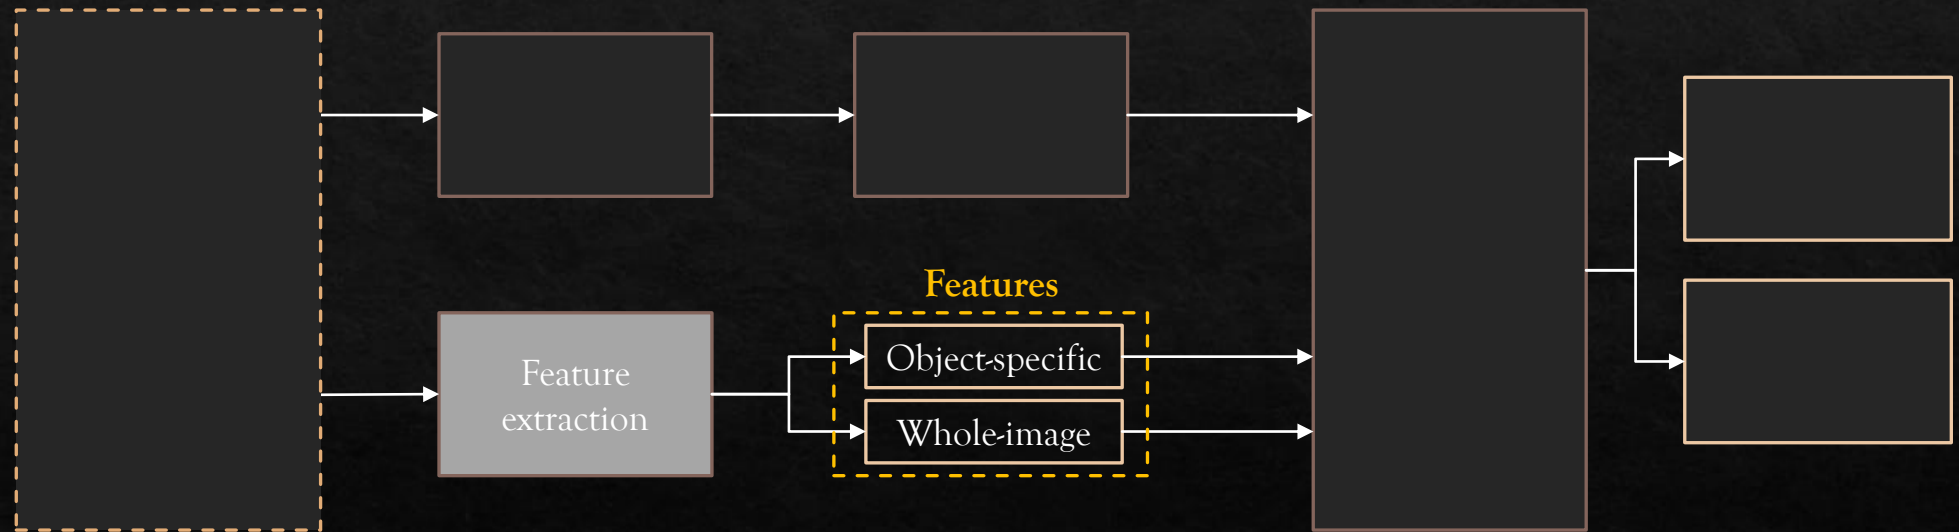 Features
Feature
extraction
Object-specific
Whole-image